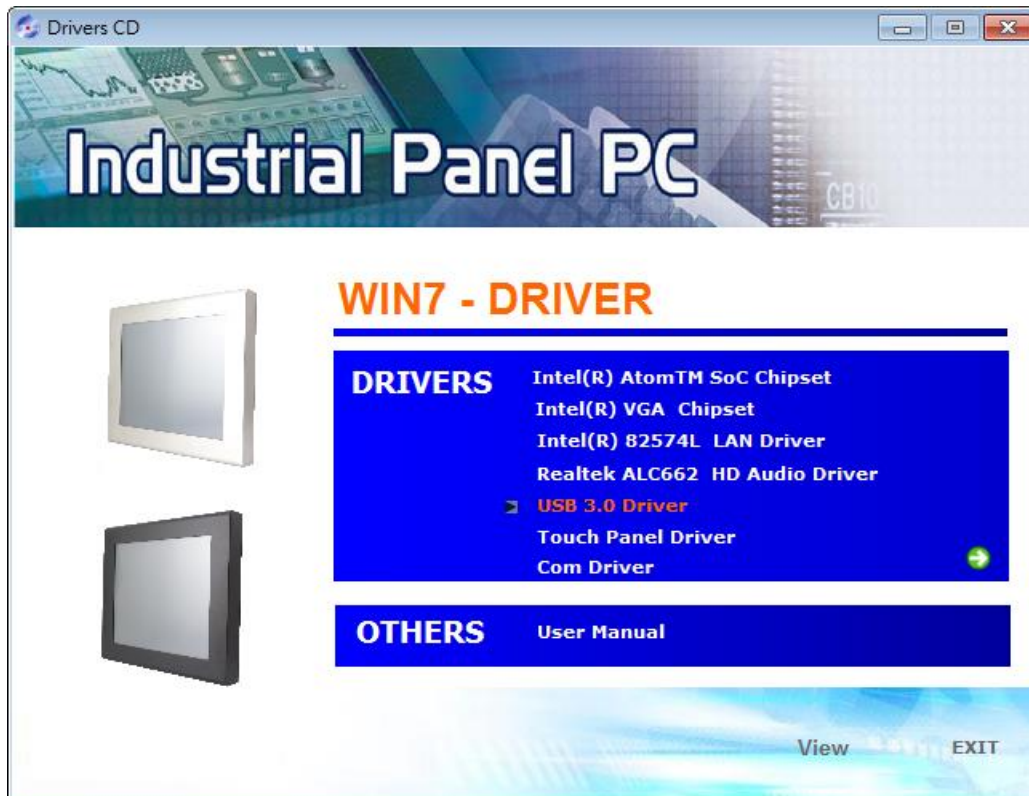 Drivers CD
Industrial Panel PC
CB10
WIN7 - DRIVER
DRIVERS
Intel(R) AtomTM SoC Chipset
Intel(R) VGA Chipset
Intel(R) 82574L LAN Driver
Realtek ALC662 HD Audio Driver
USB 3.0 Driver
Touch Panel Driver
Com Driver
OTHERS
User Manual
View
EXIT